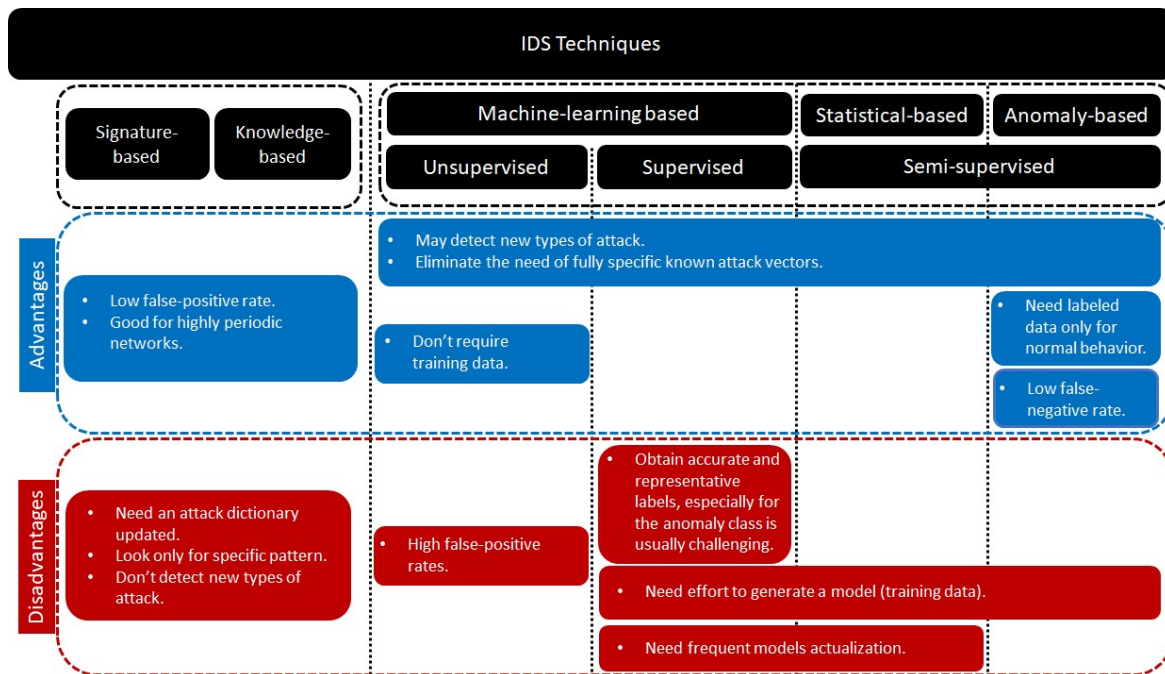 IDS Techniques
Signature-
based
Knowledge-
based
Machine-learning based
Statistical-based
Anomaly-based
Unsupervised
Supervised
Semi-supervised
Advantages
• May detect new types of attack.
• Eliminate the need of fully specific known attack vectors.
• Low false-positive rate.
• Good for highly periodic
networks.
• Don’t require
training data.
• Need labeled
data only for
normal behavior.
• Low false-
negative rate.
Disadvantages
• Need an attack dictionary
updated.
• Look only for specific pattern.
• Don’t detect new types of
attack.
• High false-positive
rates.
• Obtain accurate and
representative
labels, especially for
the anomaly class is
usually challenging.
• Need effort to generate a model (training data).
• Need frequent models actualization.